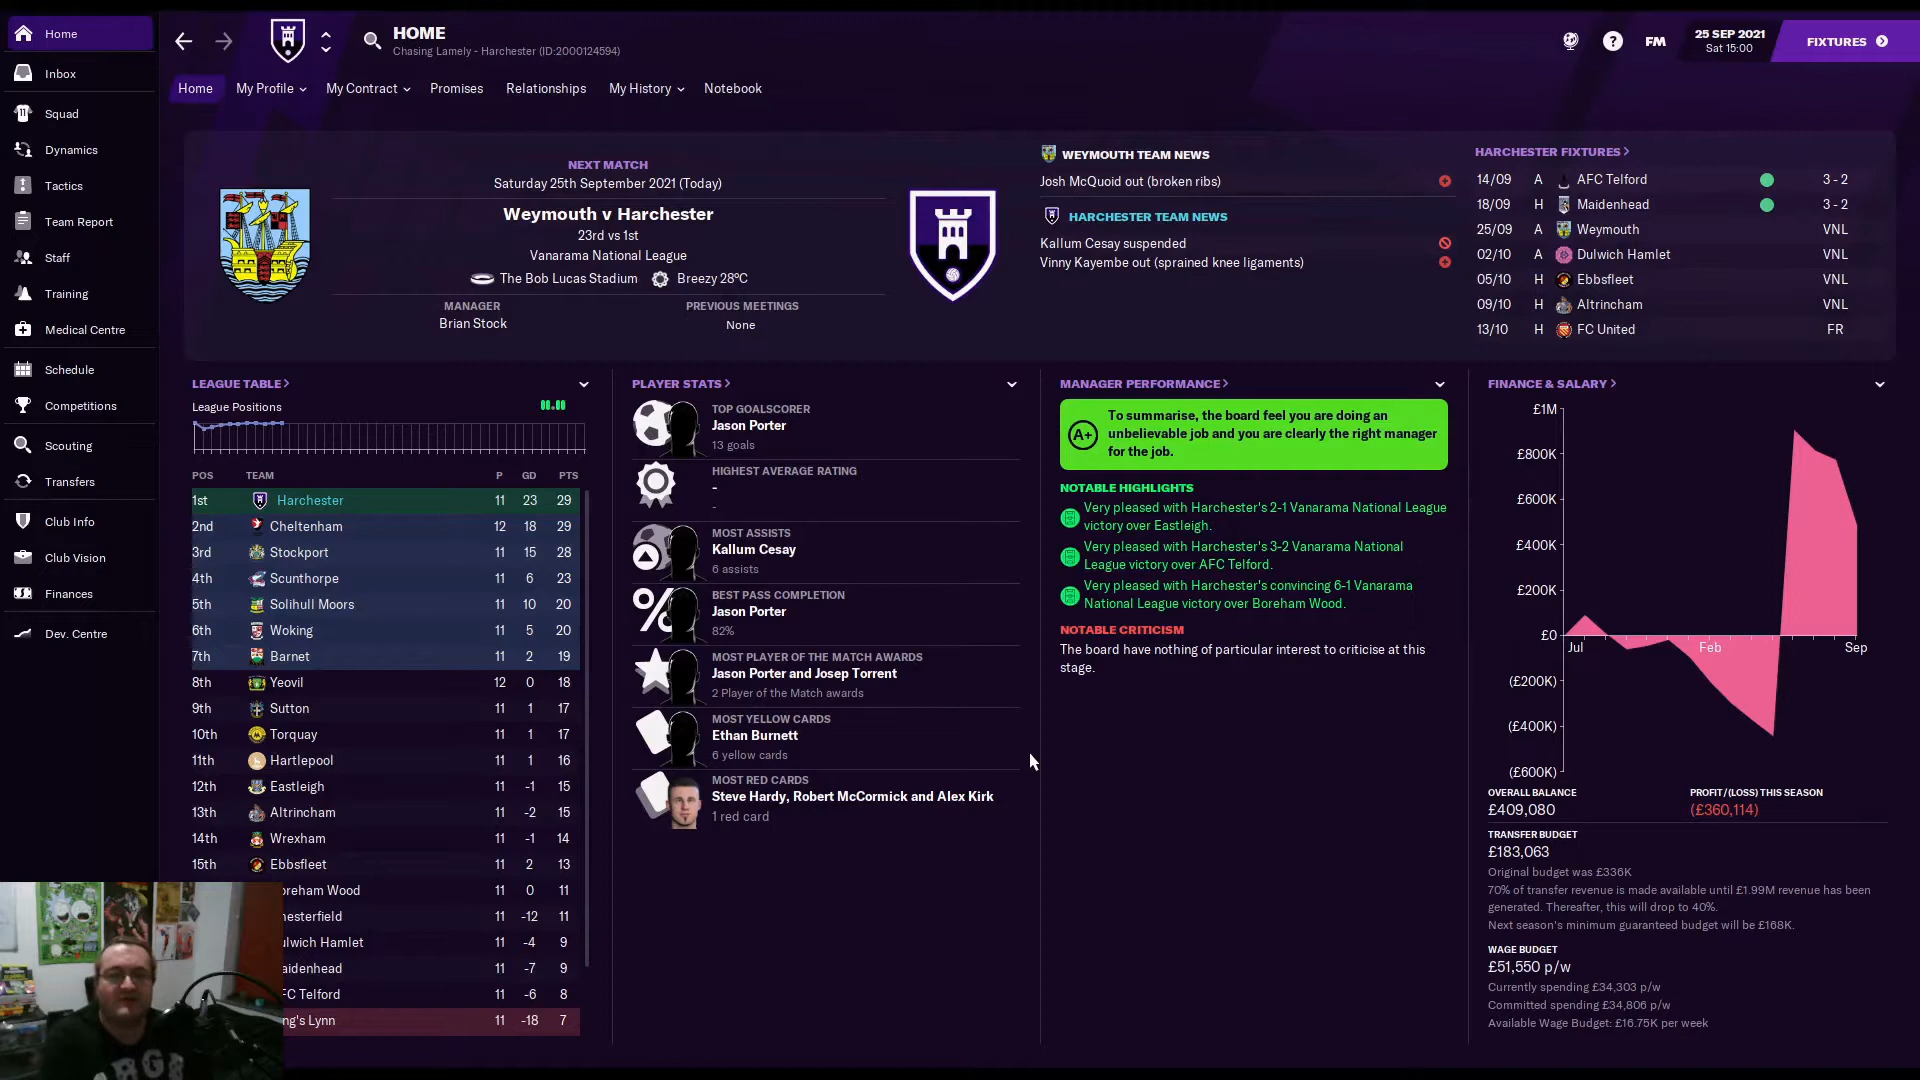 Home
Inbox
Squad
Dynamics
Tactics
Team Report
Staff
Training
Medical Centre
Schedule
Competitions
Scouting
Transfers
Club Info
Club Vision
Finances
Dev. Centre
HOME
Chasing Lamely - Harchester (ID:2000124594)
FM
25 SEP 2021
Sat 15:00
FIXTURES
Home My Profile My Contract Promises Relationships My History Notebook
NEXT MATCH
Saturday 25th September 2021 (Today)
Weymouth v Harchester
23rd vs 1st
Vanarama National League
The Bob Lucas Stadium Breezy 28ºC
MANAGER PREVIOUS MEETINGS
Brian Stock None
WEYMOUTH TEAM NEWS
Josh McQuoid out (broken ribs)
HARCHESTER TEAM NEWS
Kallum Cesay suspended
Vinny Kayembe out (sprained knee ligaments)
HARCHESTER FIXTURES
14/09 A AFC Telford 3 - 2
18/09 H Maidenhead 3 - 2
25/09 A Weymouth VNL
02/10 A Dulwich Hamlet VNL
05/10 H Ebbsfleet VNL
09/10 H Altrincham VNL
13/10 H FC United FR
LEAGUE TABLE
League Positions
POS TEAM P GD PTS
1st Harchester 11 23 29
2nd Cheltenham 12 18 29
3rd Stockport 11 15 28
4th Scunthorpe 11 6 23
5th Solihull Moors 11 10 20
6th Woking 11 5 20
7th Barnet 11 2 19
8th Yeovil 12 0 18
9th Sutton 11 1 17
10th Torquay 11 1 17
11th Hartlepool 11 1 16
12th Eastleigh 11 -1 15
13th Altrincham 11 -2 15
14th Wrexham 11 -1 14
15th Ebbsfleet 11 2 13
oreham Wood 11 0 11
hesterfield 11 -12 11
ulwich Hamlet 11 -4 9
aidenhead 11 -7 9
FC Telford 11 -6 8
ng's Lynn 11 -18 7
PLAYER STATS
TOP GOALSCORER
Jason Porter
13 goals
HIGHEST AVERAGE RATING
-
-
MOST ASSISTS
Kallum Cesay
6 assists
BEST PASS COMPLETION
Jason Porter
82%
MOST PLAYER OF THE MATCH AWARDS
Jason Porter and Josep Torrent
2 Player of the Match awards
MOST YELLOW CARDS
Ethan Burnett
6 yellow cards
MOST RED CARDS
Steve Hardy, Robert McCormick and Alex Kirk
1 red card
MANAGER PERFORMANCE
A+
To summarise, the board feel you are doing an
unbelievable job and you are clearly the right manager
for the job.
NOTABLE HIGHLIGHTS
Very pleased with Harchester's 2-1 Vanarama National League
victory over Eastleigh.
Very pleased with Harchester's 3-2 Vanarama National
League victory over AFC Telford.
Very pleased with Harchester's convincing 6-1 Vanarama
National League victory over Boreham Wood.
NOTABLE CRITICISM
The board have nothing of particular interest to criticise at this
stage.
FINANCE & SALARY
£1M
£800K
£600K
£400K
£200K
£0
(£200K)
(£400K)
(£600K)
Jul Feb Sep
OVERALL BALANCE PROFIT/(LOSS) THIS SEASON
£409,080 (£360,114)
TRANSFER BUDGET
£183,063
Original budget was £336K
70% of transfer revenue is made available until £1.99M revenue has been
generated. Thereafter, this will drop to 40%.
Next season's minimum guaranteed budget will be £168K.
WAGE BUDGET
£51,550 p/w
Currently spending £34,303 p/w
Committed spending £34,806 p/w
Available Wage Budget: £16.75K per week